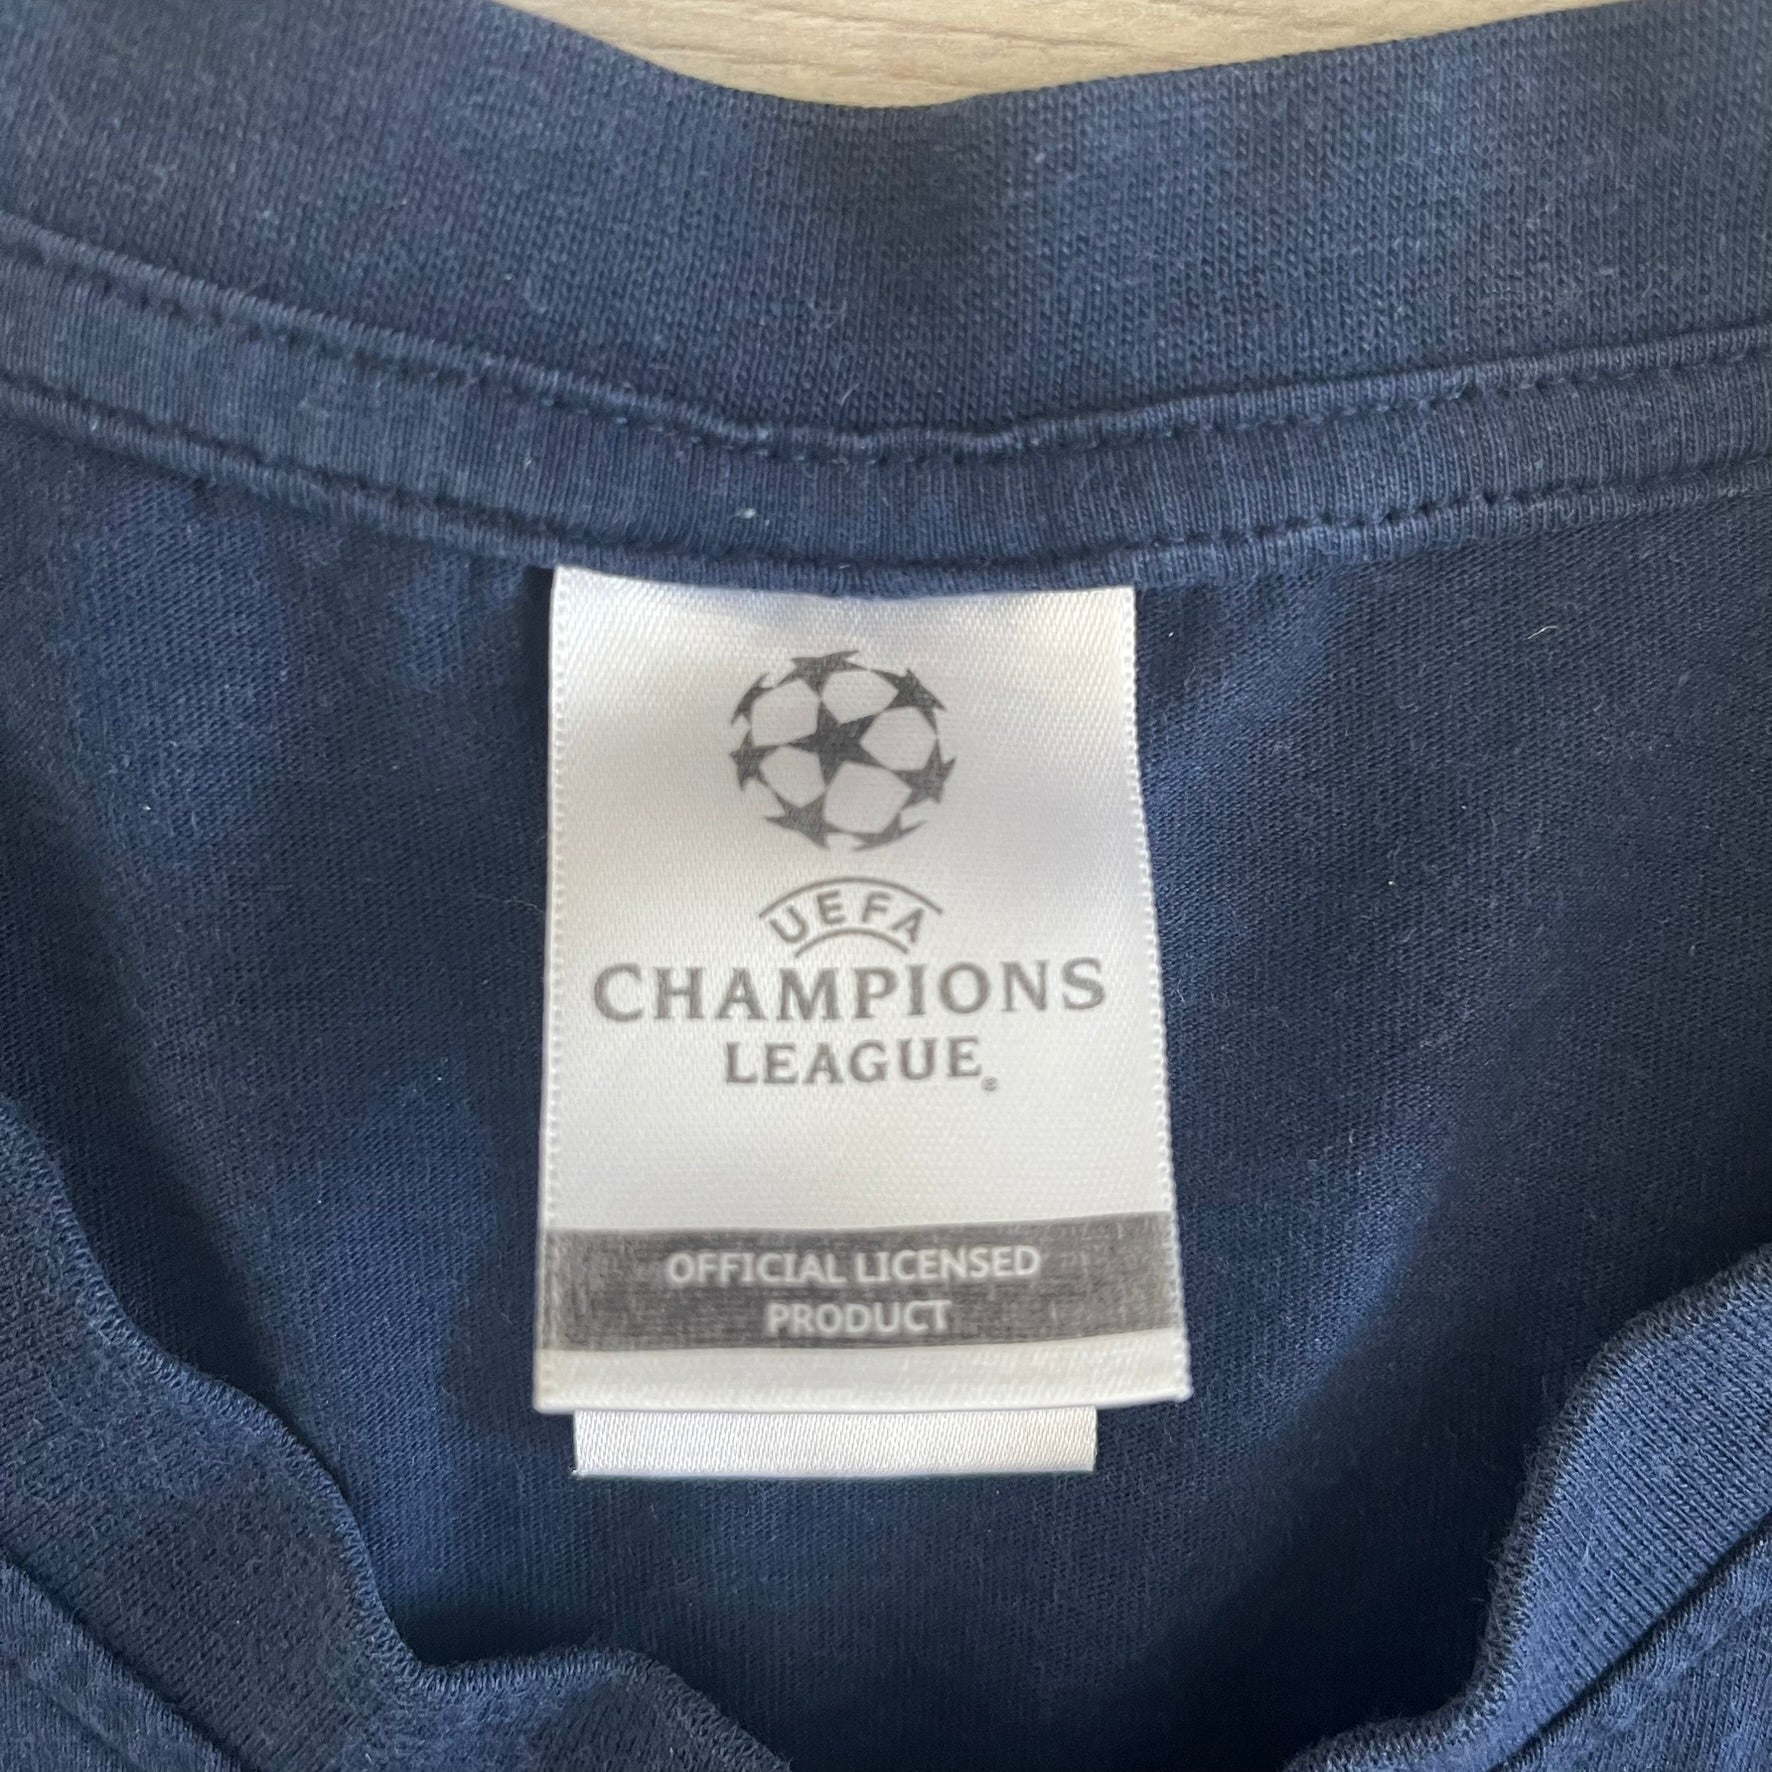 UEFA
CHAMPIONS
LEAGUE®
OFFICIAL LICENSED
PRODUCT